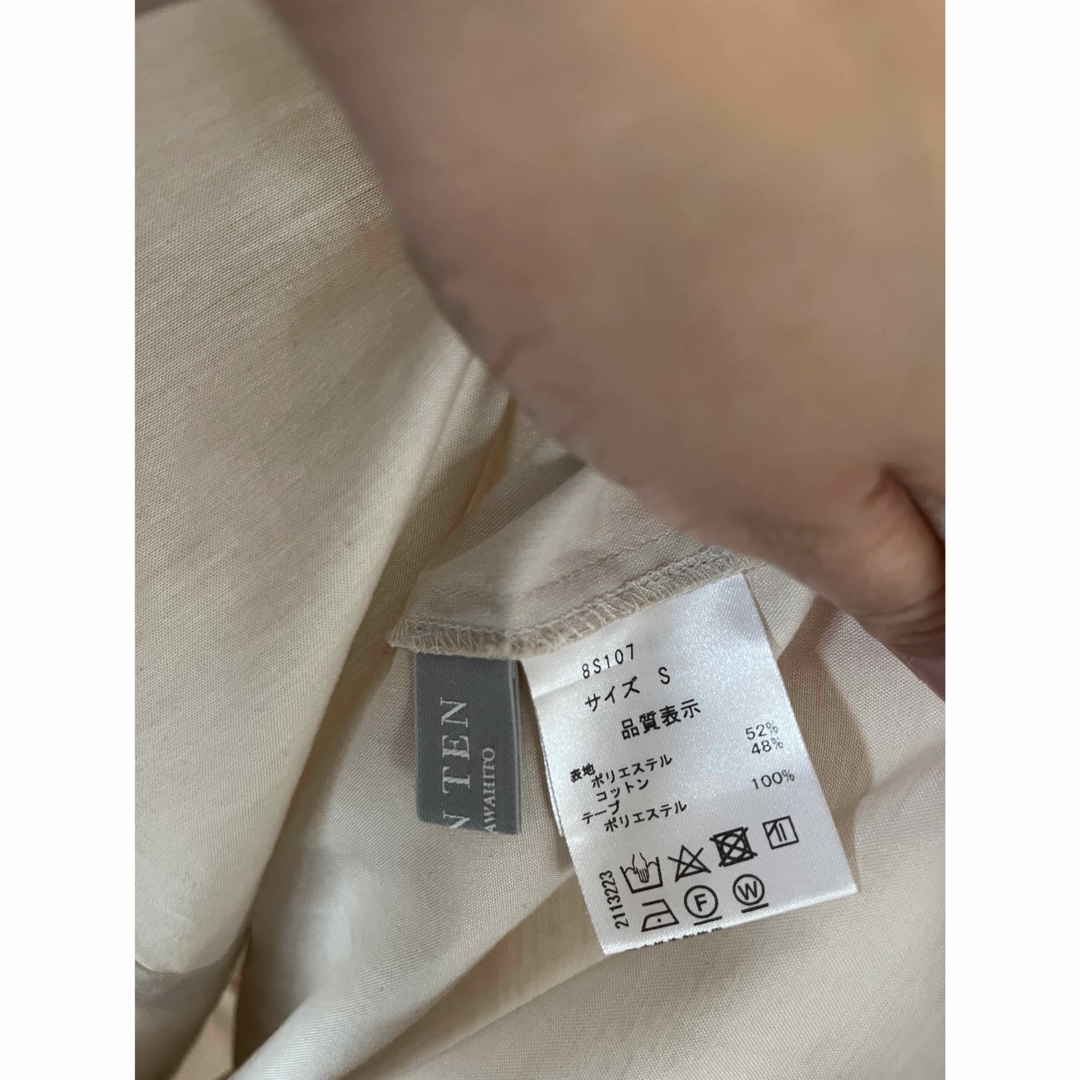 N TEN
AWAHITO
8S107
サイズ S
品質表示
表地
ポリエステル 52%
コットン 48%
テープ
ポリエステル 100%
2113223
F W